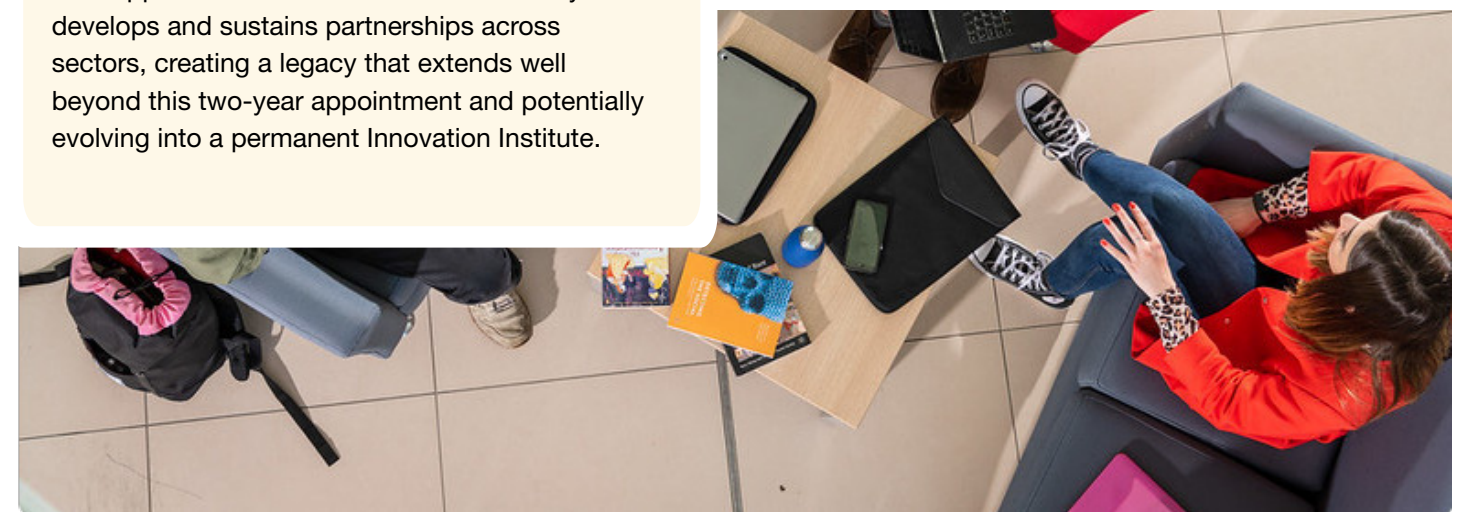 develops and sustains partnerships across
sectors, creating a legacy that extends well
beyond this two-year appointment and potentially
evolving into a permanent Innovation Institute.